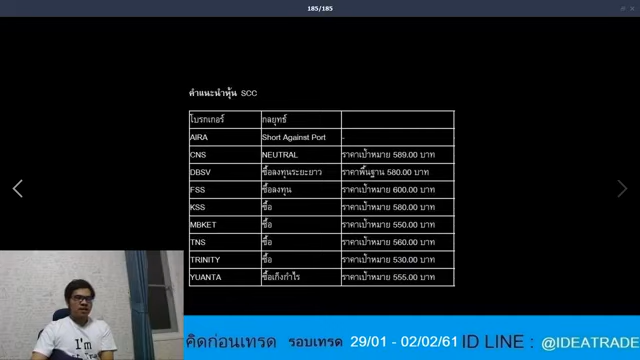 185/185
คำแนะนำหุ้น SCC
โบรกเกอร์ กลยุทธ์
AIRA Short Against Port -
CNS NEUTRAL ราคาเป้าหมาย 589.00 บาท
DBSV ซื้อลงทุนระยะยาว ราคาพื้นฐาน 580.00 บาท
FSS ซื้อลงทุน ราคาเป้าหมาย 600.00 บาท
KSS ซื้อ ราคาเป้าหมาย 580.00 บาท
MBKET ซื้อ ราคาเป้าหมาย 550.00 บาท
TNS ซื้อ ราคาเป้าหมาย 560.00 บาท
TRINITY ซื้อ ราคาเป้าหมาย 530.00 บาท
YUANTA ซื้อเก็งกำไร ราคาเป้าหมาย 555.00 บาท
I'm
คิดก่อนเทรด รอบเทรด 29/01 - 02/02/61 ID LINE : @IDEATRADE